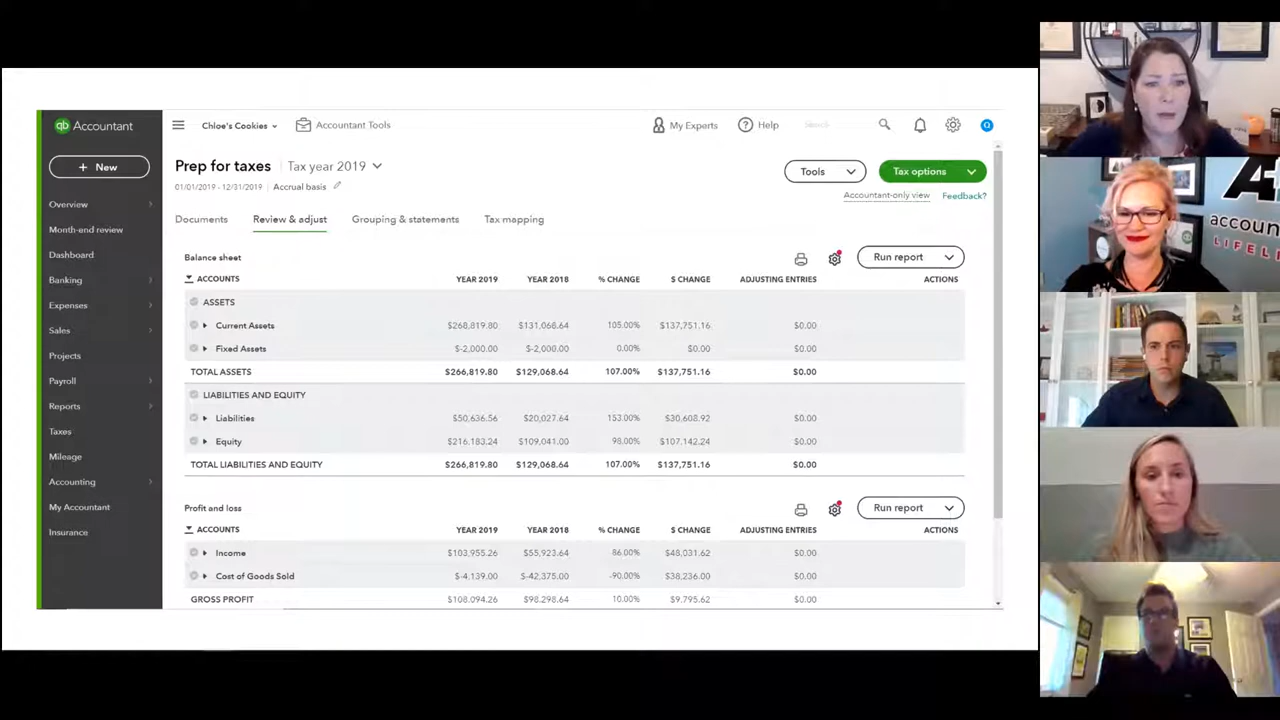 qb Accountant
Chloe's Cookies
Accountant Tools
My Experts
Help
Search
+ New
Prep for taxes
Tax year 2019
Tools
Tax options
01/01/2019 - 12/31/2019
Accrual basis
Accountant-only view
Feedback?
Overview
Month-end review
Dashboard
Banking
Expenses
Sales
Projects
Payroll
Reports
Taxes
Mileage
Accounting
My Accountant
Insurance
Documents
Review & adjust
Grouping & statements
Tax mapping
Balance sheet
Run report
ACCOUNTS YEAR 2019 YEAR 2018 % CHANGE $ CHANGE ADJUSTING ENTRIES ACTIONS
ASSETS
Current Assets $268,819.80 $131,068.64 105.00% $137,751.16 $0.00
Fixed Assets $-2,000.00 $-2,000.00 0.00% $0.00 $0.00
TOTAL ASSETS $266,819.80 $129,068.64 107.00% $137,751.16 $0.00
LIABILITIES AND EQUITY
Liabilities $50,636.56 $20,027.64 153.00% $30,608.92 $0.00
Equity $216,183.24 $109,041.00 98.00% $107,142.24 $0.00
TOTAL LIABILITIES AND EQUITY $266,819.80 $129,068.64 107.00% $137,751.16 $0.00
Profit and loss
Run report
ACCOUNTS YEAR 2019 YEAR 2018 % CHANGE $ CHANGE ADJUSTING ENTRIES ACTIONS
Income $103,955.26 $55,923.64 86.00% $48,031.62 $0.00
Cost of Goods Sold $-4,139.00 $-42,375.00 -90.00% $38,236.00 $0.00
GROSS PROFIT $108,094.26 $98,298.64 10.00% $9,795.62 $0.00
accoun
LIFELI